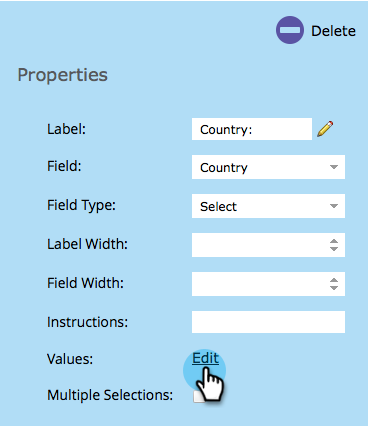 Delete
Properties
Label: Country:
Field: Country
Field Type: Select
Label Width:
Field Width:
Instructions:
Values: Edit
Multiple Selections: